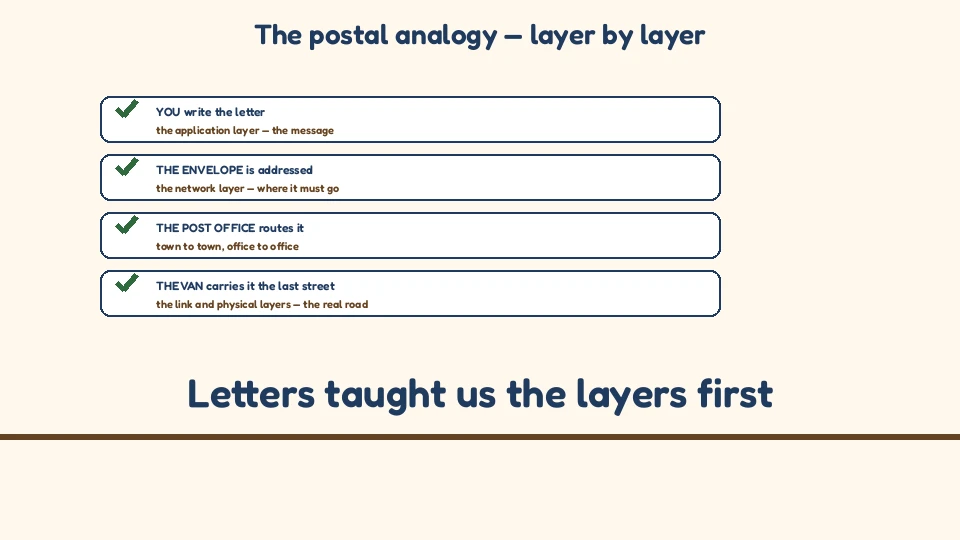 The postal analogy — layer by layer
YOU write the letter
the application layer — the message
THE ENVELOPE is addressed
the network layer — where it must go
THE POST OFFICE routes it
town to town, office to office
THE VAN carries it the last street
the link and physical layers — the real road
Letters taught us the layers first